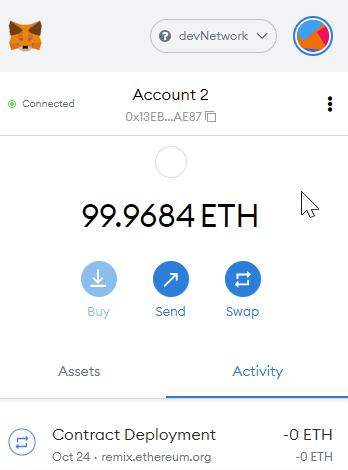 devNetwork
Connected
Account 2
0x13EB...AE87
99.9684 ETH
Buy
Send
Swap
Assets
Activity
Contract Deployment
-0 ETH
Oct 24 · remix.ethereum.org
-0 ETH